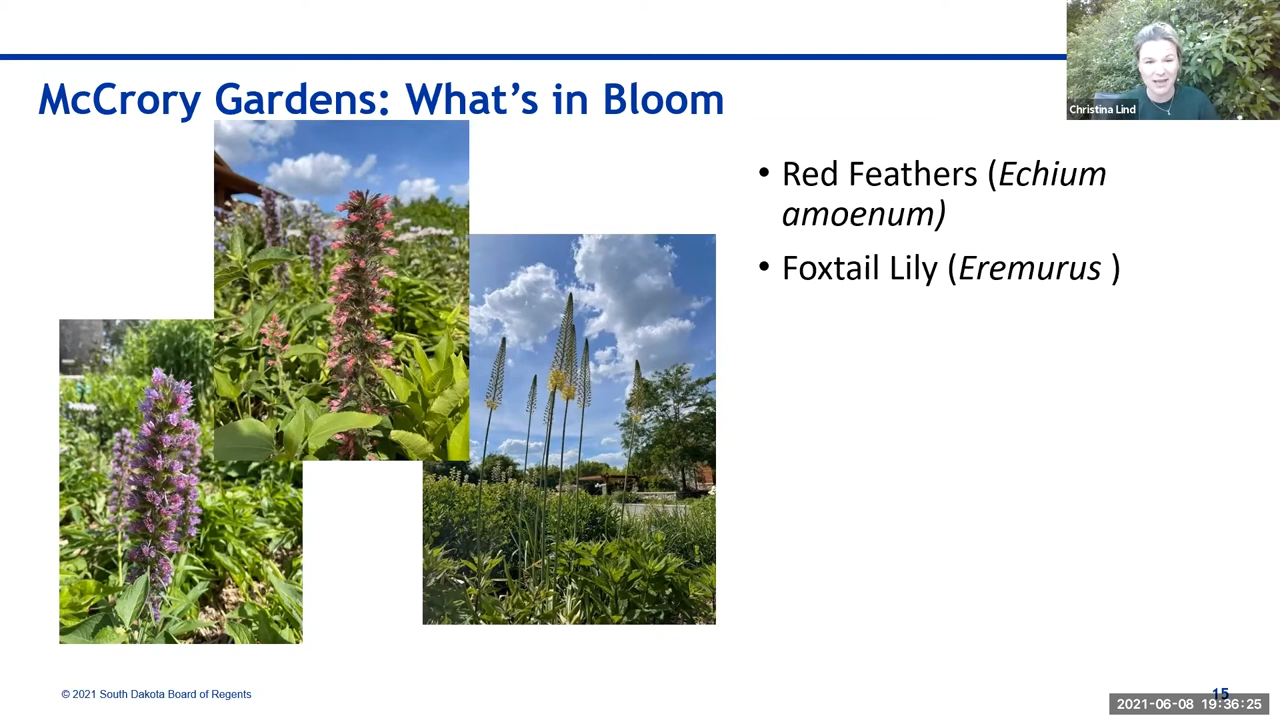 McCrory Gardens: What's in Bloom
Christina Lind
• Red Feathers (Echium
amoenum)
• Foxtail Lily (Eremurus )
© 2021 South Dakota Board of Regents
15
2021-06-08 19:36:25